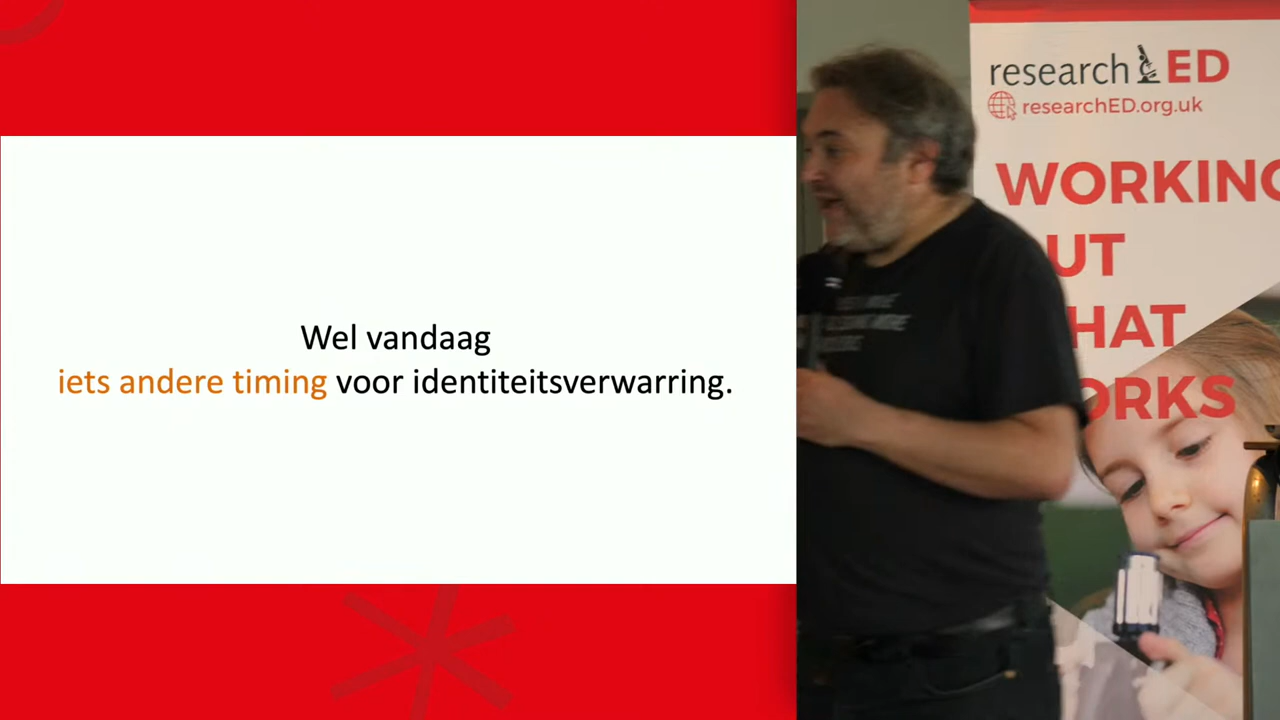 Wel vandaag
iets andere timing voor identiteitsverwarring.
researchED
researchED.org.uk
WORKING
UT
HAT
ORKS